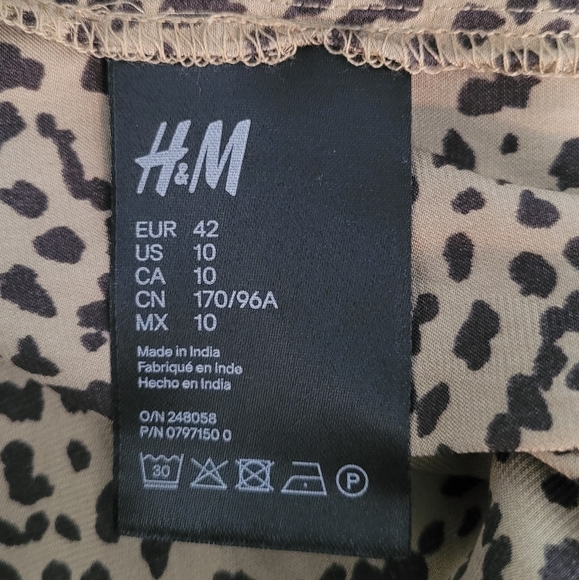 H&M
EUR 42
US 10
CA 10
CN 170/96A
MX 10
Made in India
Fabriqué en Inde
Hecho en India
O/N 248058
P/N 0797150 0
30
P